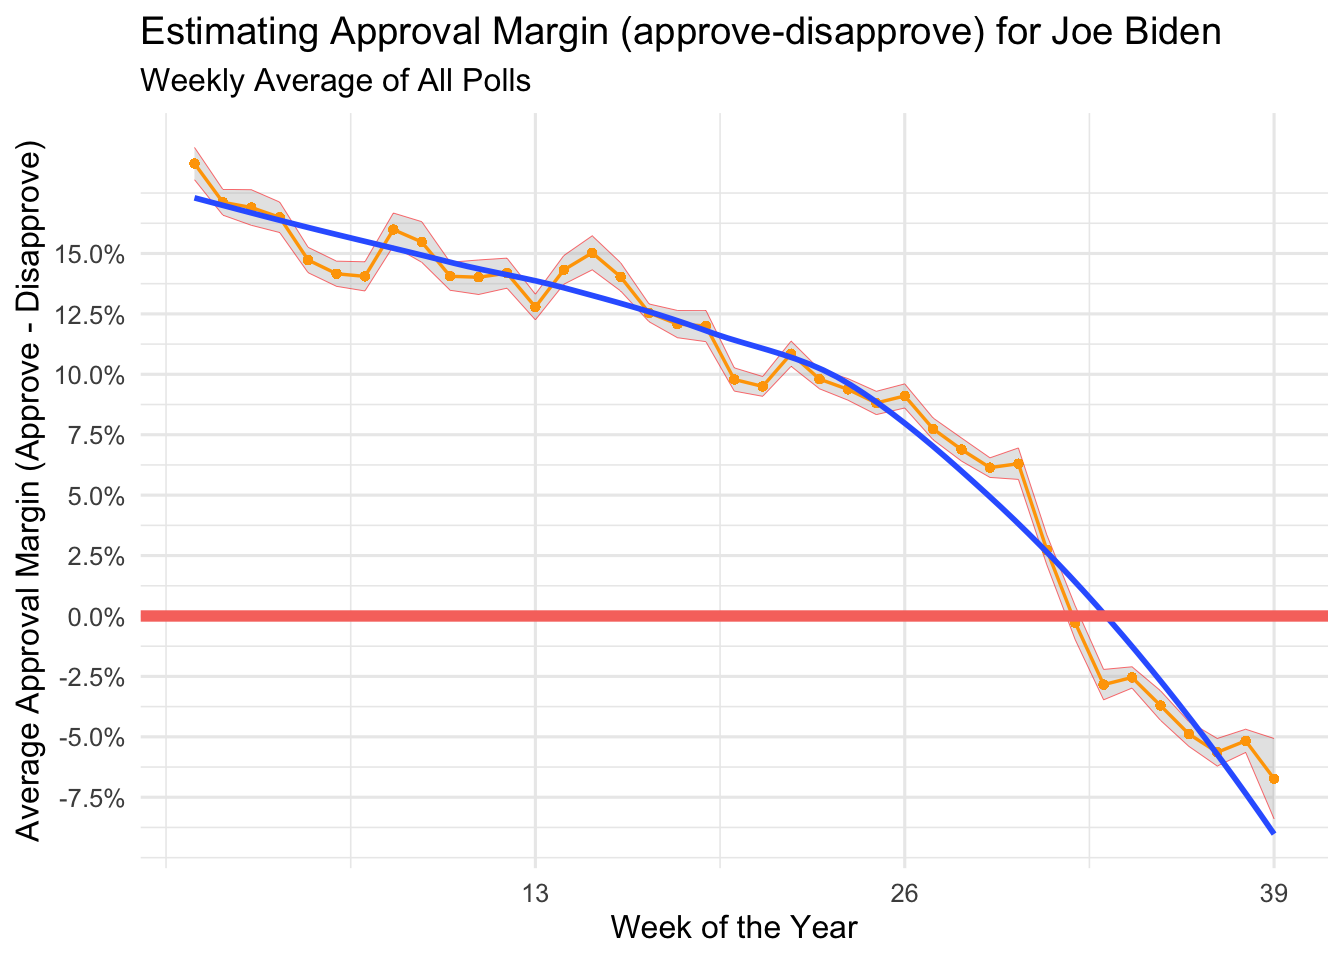 Estimating Approval Margin (approve-disapprove) for Joe Biden
Weekly Average of All Polls
Average Approval Margin (Approve - Disapprove)
15.0%
12.5%
10.0%
7.5%
5.0%
2.5%
0.0%
-2.5%
-5.0%
-7.5%
13 26 39
Week of the Year